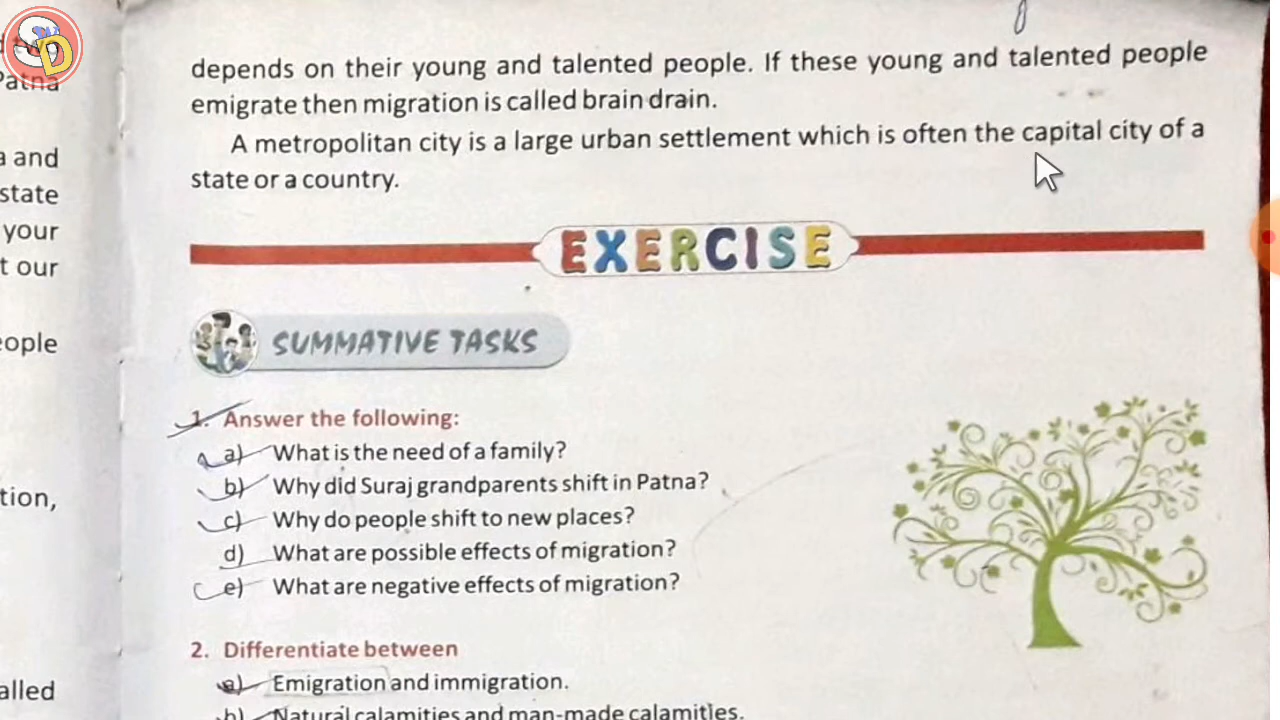 SD
d two
Patna
a and
state
your
t our
eople
tion,
alled
depends on their young and talented people. If these young and talented people
emigrate then migration is called brain drain.
A metropolitan city is a large urban settlement which is often the capital city of a
state or a country.
EXERCISE
SUMMATIVE TASKS
1. Answer the following:
a) What is the need of a family?
b) Why did Suraj grandparents shift in Patna?
c) Why do people shift to new places?
d) What are possible effects of migration?
e) What are negative effects of migration?
2. Differentiate between
a) Emigration and immigration.
b) Natural calamities and man-made calamities.